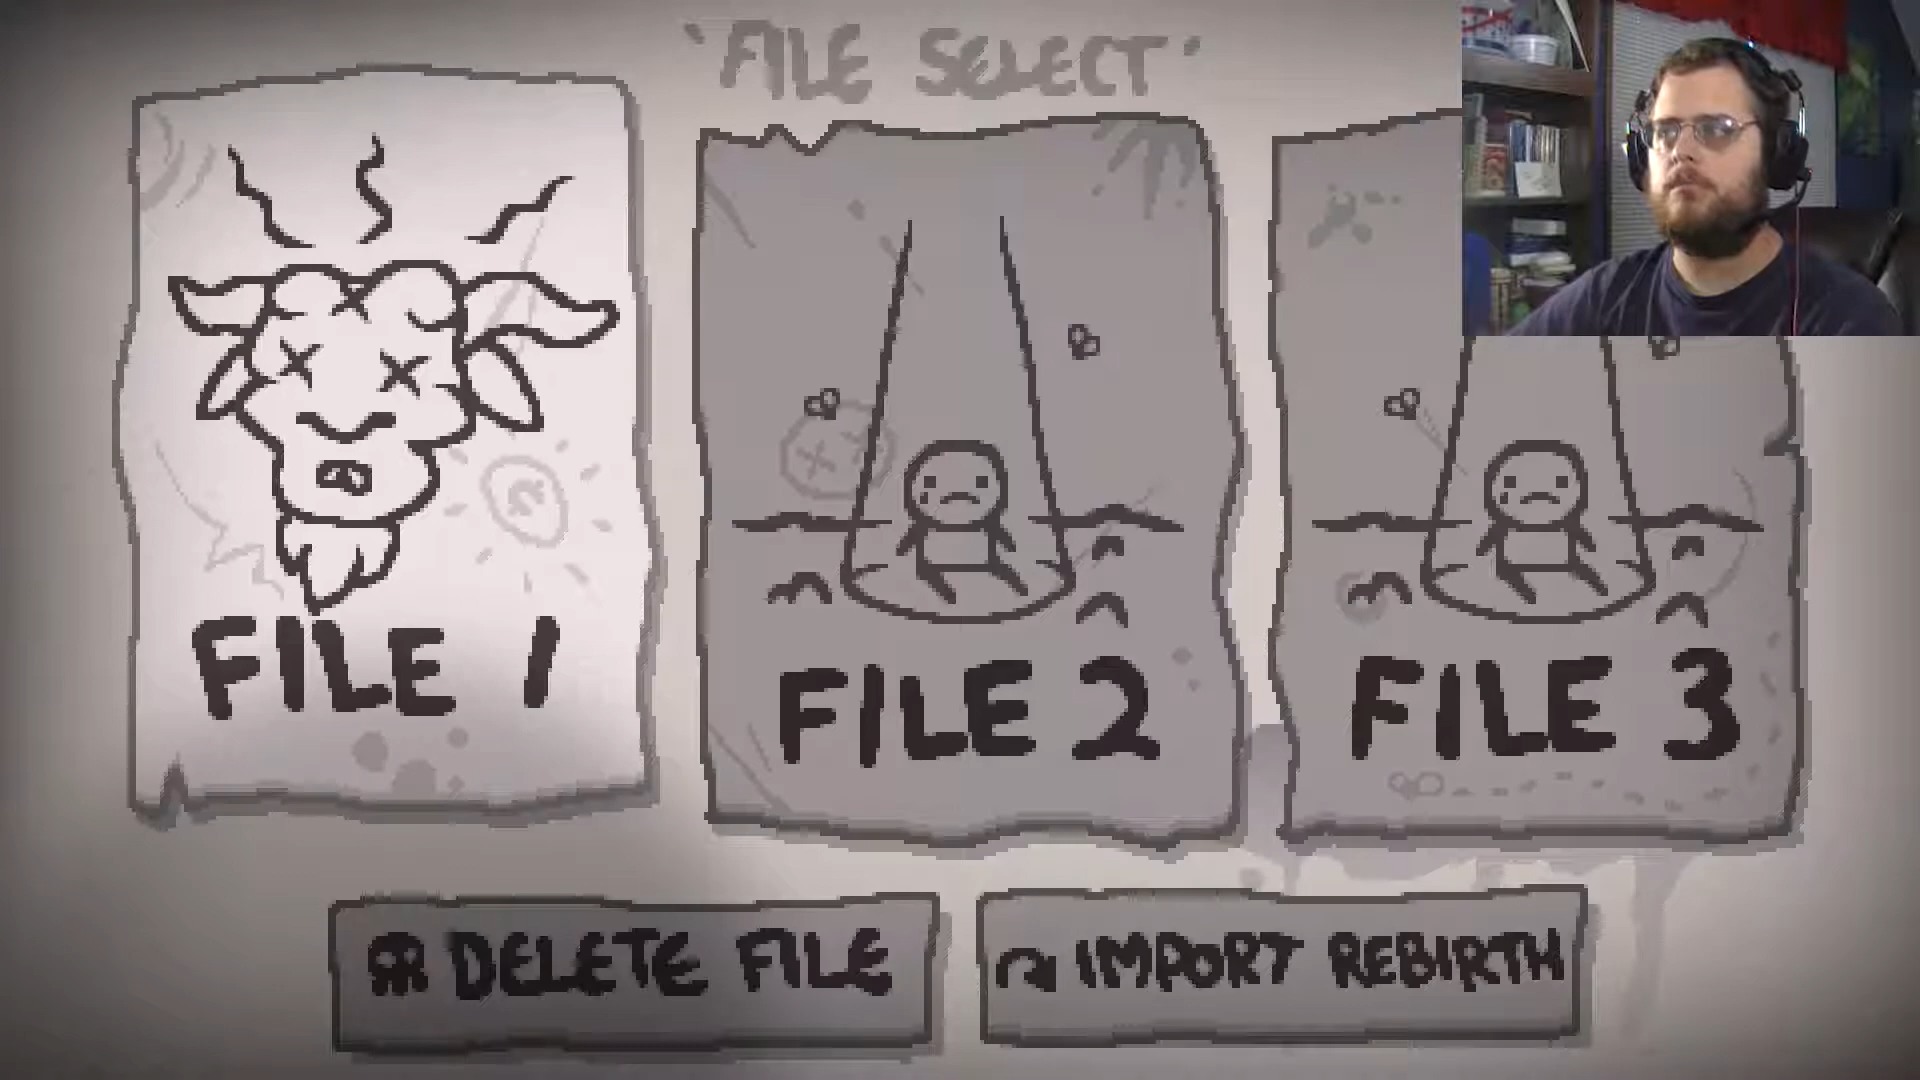 'FILE SELECT'
FILE 1
FILE 2
FILE 3
DELETE FILE
IMPORT REBIRTH